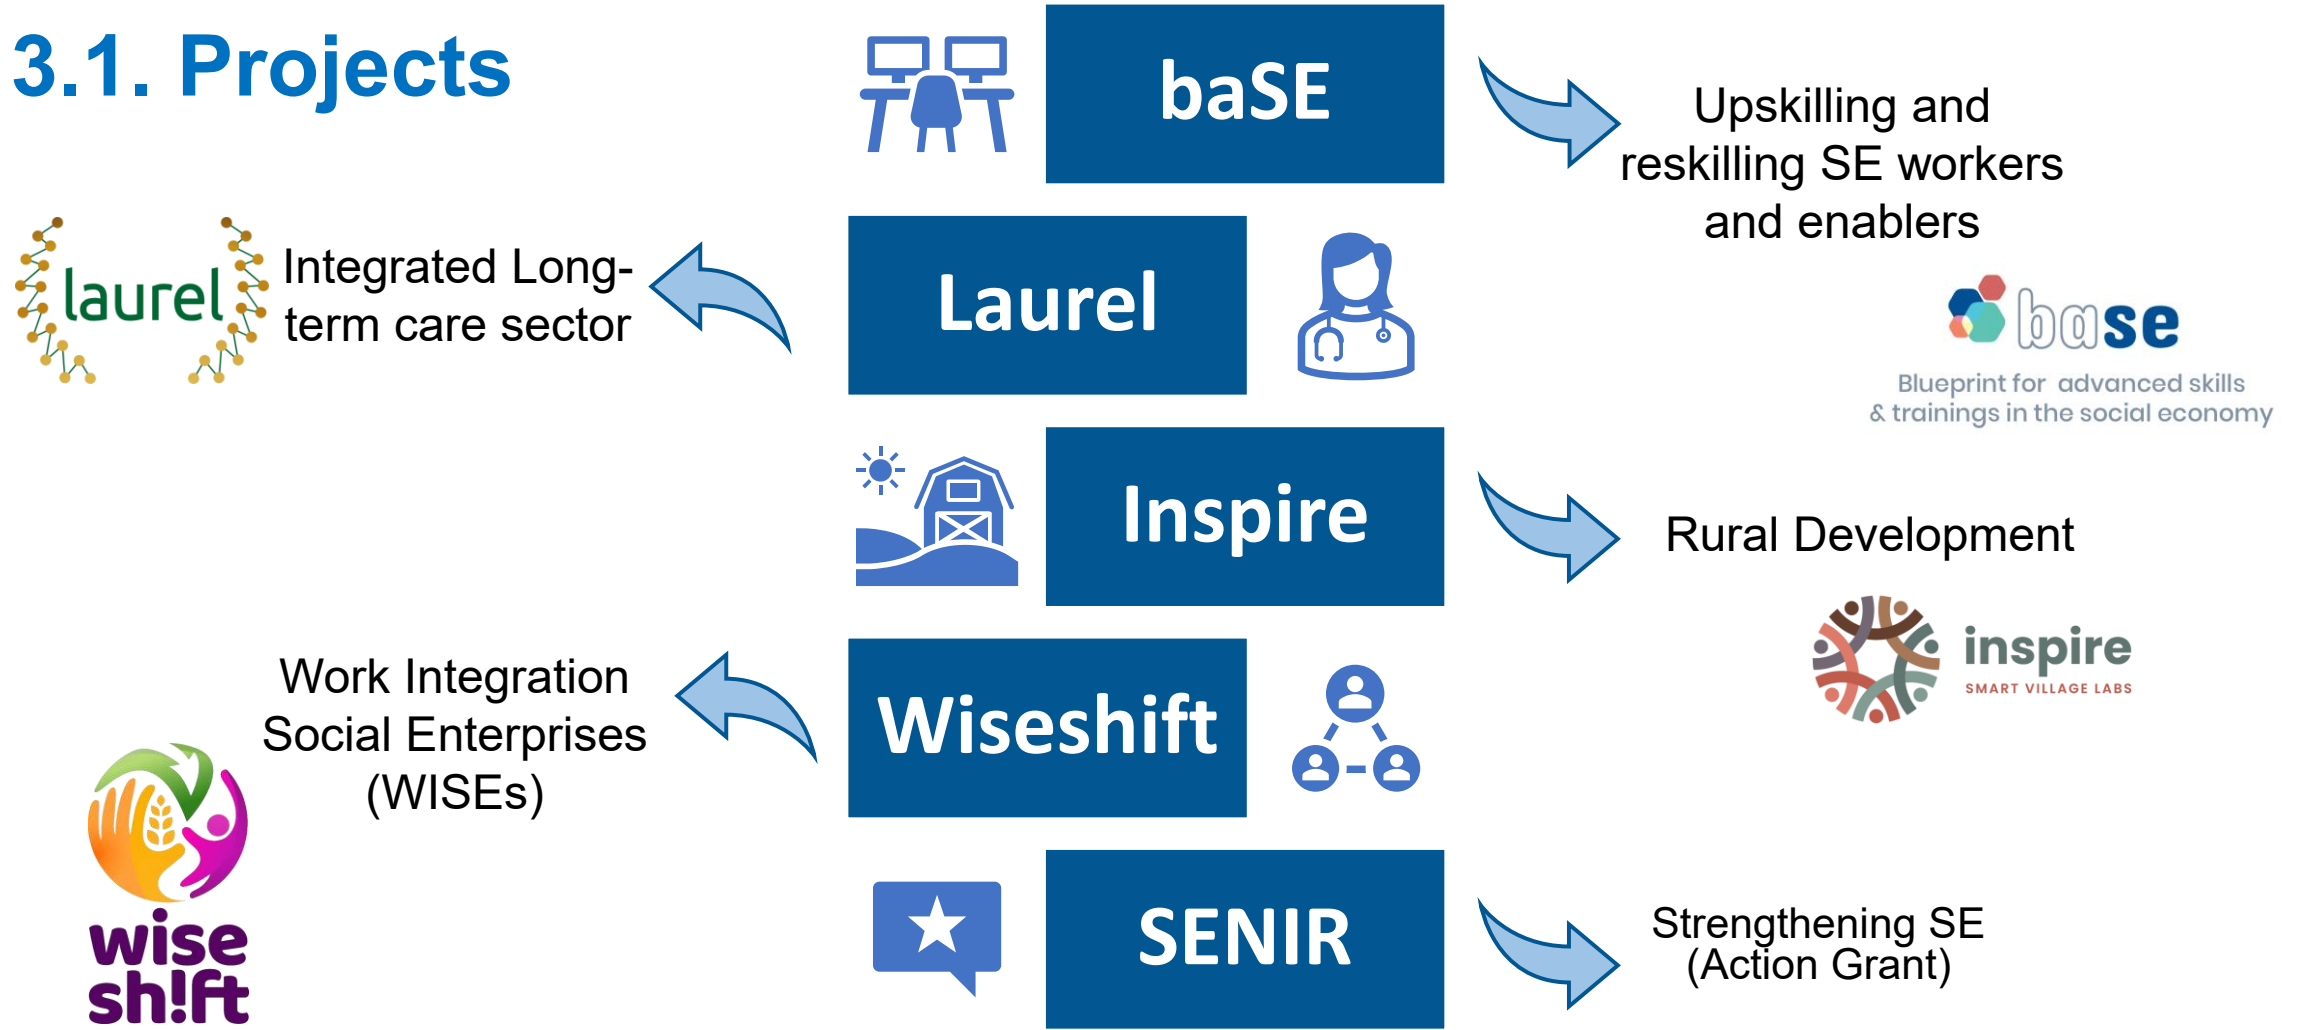 3.1. Projects
baSE
Upskilling and
reskilling SE workers
and enablers
base
Blueprint for advanced skills
& trainings in the social economy
laurel
Integrated Long-
term care sector
Laurel
Inspire
Rural Development
inspire
SMART VILLAGE LABS
Work Integration
Social Enterprises
(WISEs)
Wiseshift
wise
sh!ft
SENIR
Strengthening SE
(Action Grant)